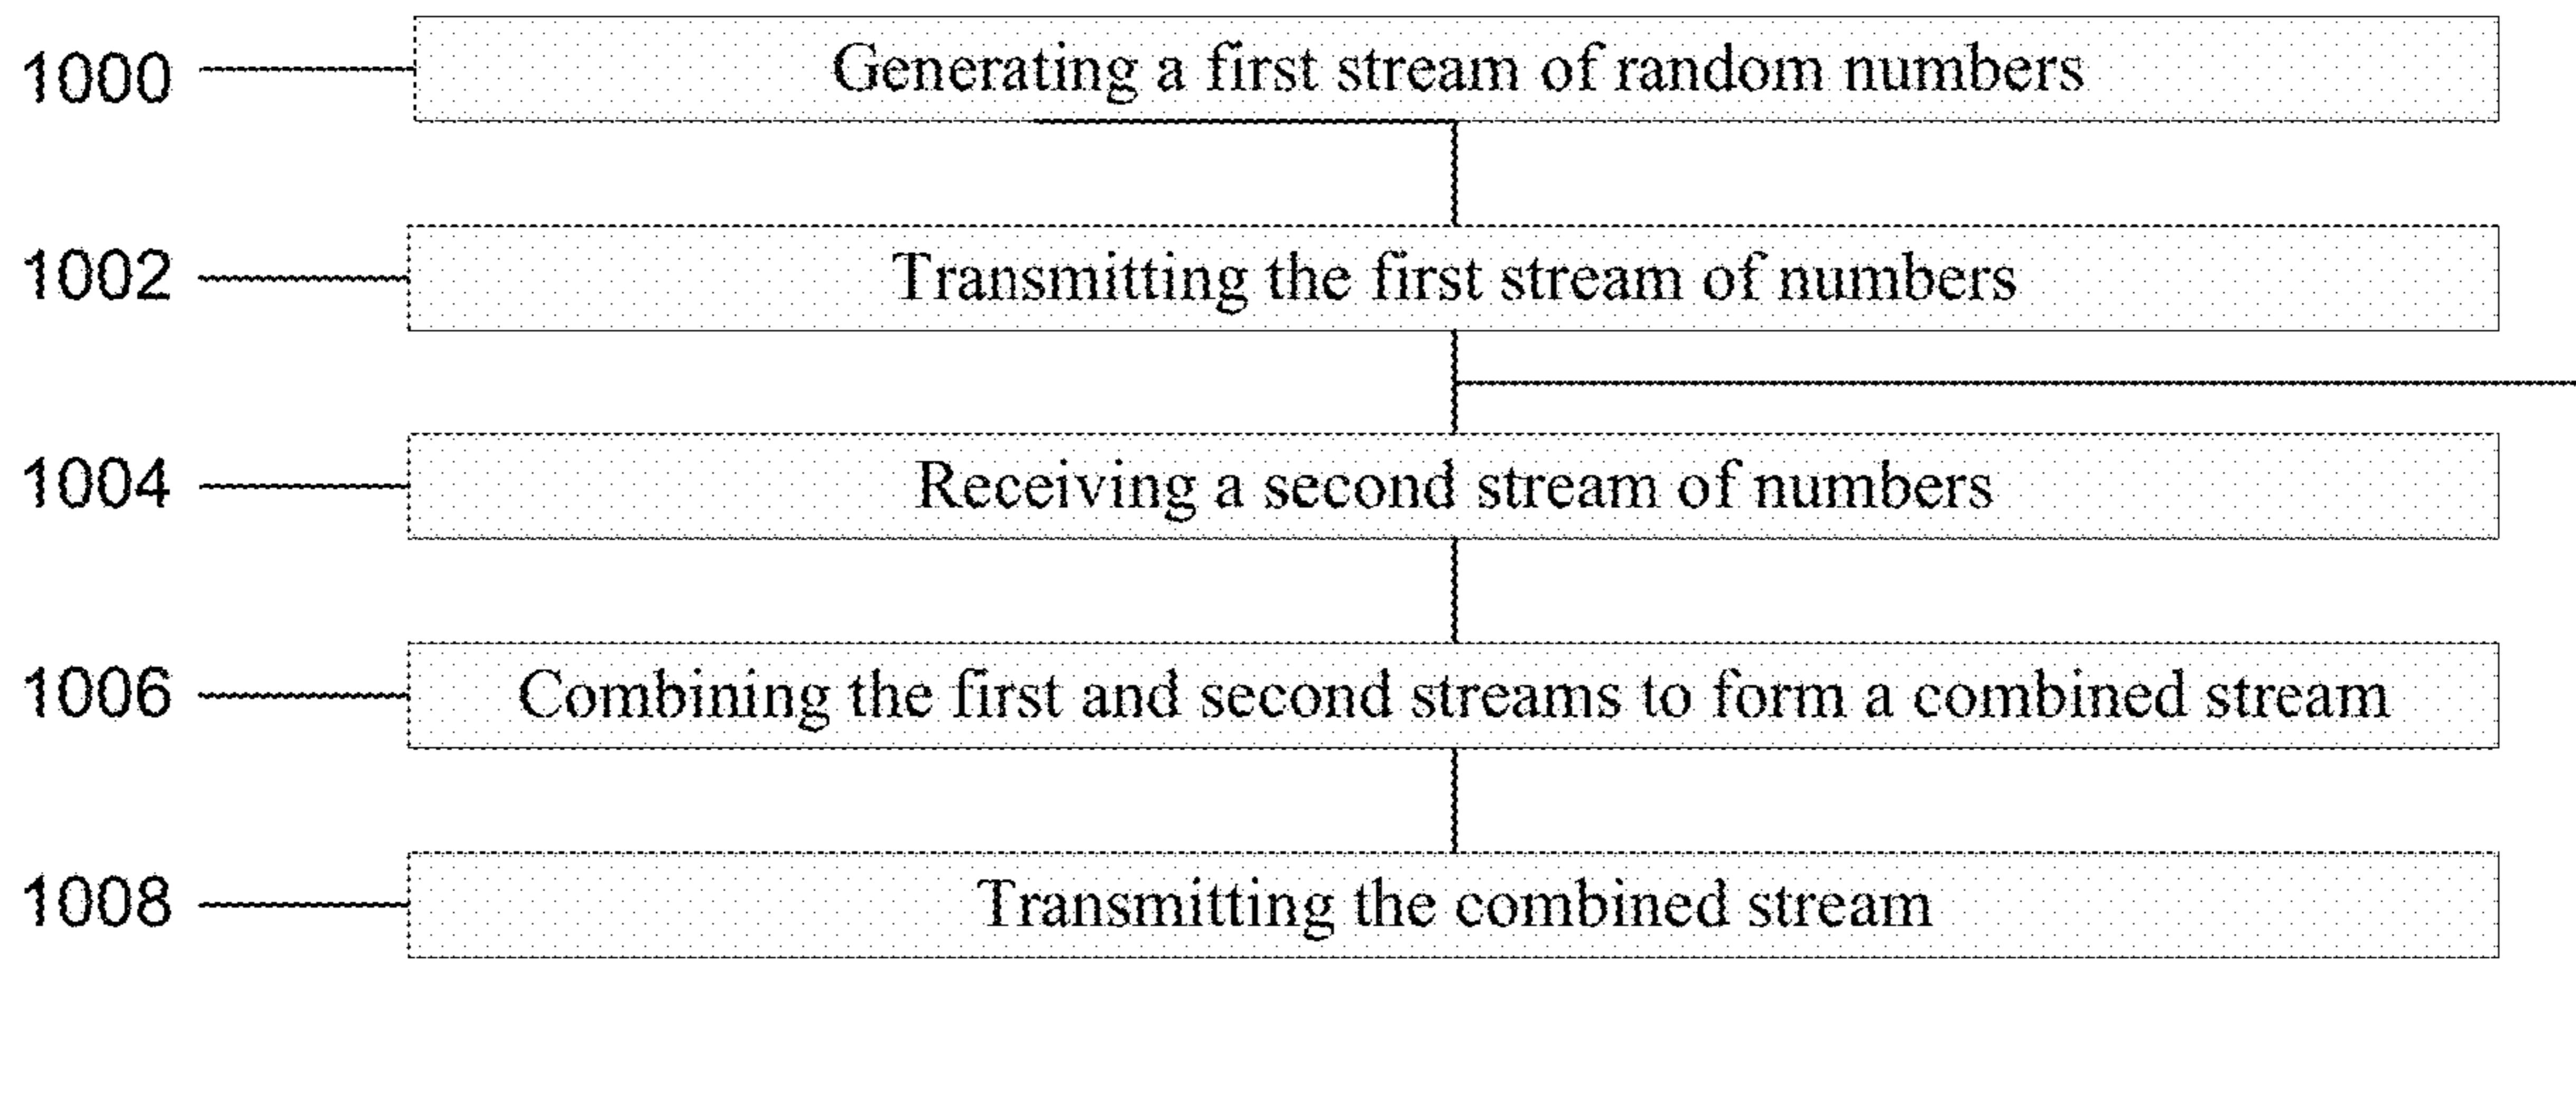 1000 Generating a first stream of random numbers
1002 Transmitting the first stream of numbers
1004 Receiving a second stream of numbers
1006 Combining the first and second streams to form a combined stream
1008 Transmitting the combined stream